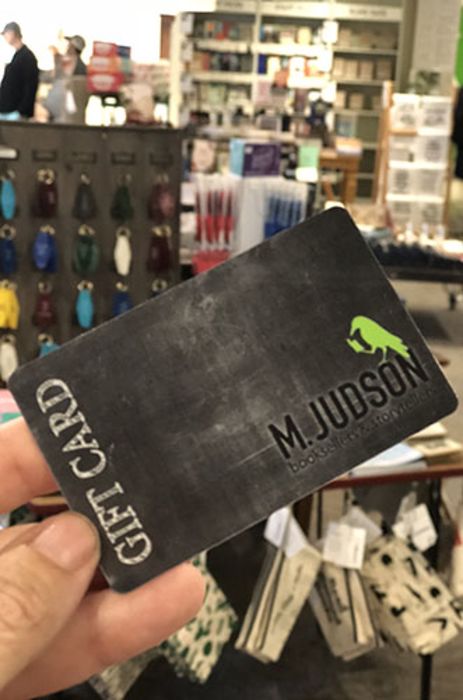 GIFT CARD
M.JUDSON
booksellers & storytellers